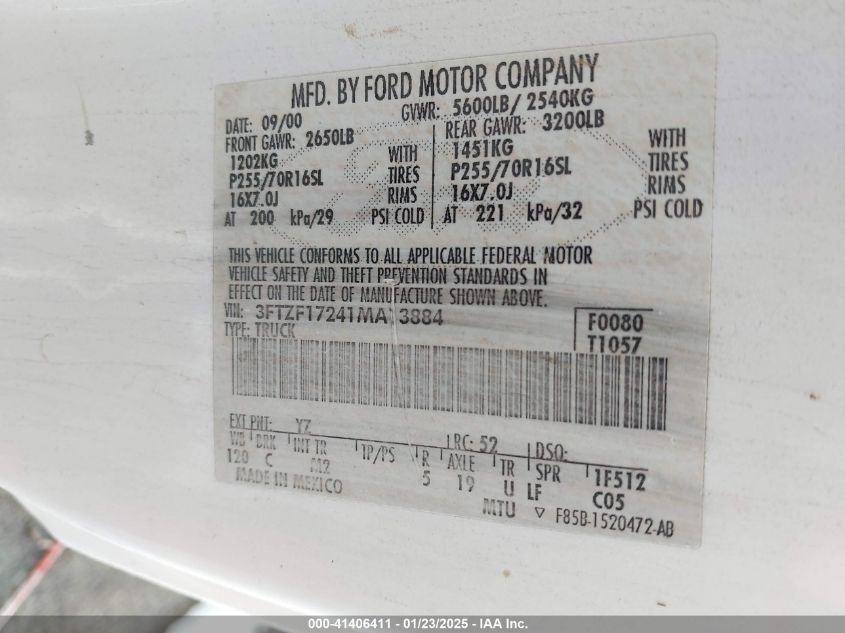 MFD. BY FORD MOTOR COMPANY
DATE: 09/00 GVWR: 5600LB/ 2540KG
FRONT GAWR: 2650LB REAR GAWR: 3200LB
1202KG WITH 1451KG WITH
P255/70R16SL TIRES P255/70R16SL TIRES
16X7.0J RIMS 16X7.0J RIMS
AT 200 kPa/29 PSI COLD AT 221 kPa/32 PSI COLD
THIS VEHICLE CONFORMS TO ALL APPLICABLE FEDERAL MOTOR
VEHICLE SAFETY AND THEFT PREVENTION STANDARDS IN
EFFECT ON THE DATE OF MANUFACTURE SHOWN ABOVE.
VIN: F0080
TYPE: TRUCK T1057
EXT PNT: YZ LRC: 52 DSO:
WB BRK INT TR TP/PS R AXLE TR SPR 1F512
120 C M2 5 19 U LF C05
MADE IN MEXICO MTU ▽ F85B-1520472-AB
000-41406411 - 01/23/2025 - IAA Inc.